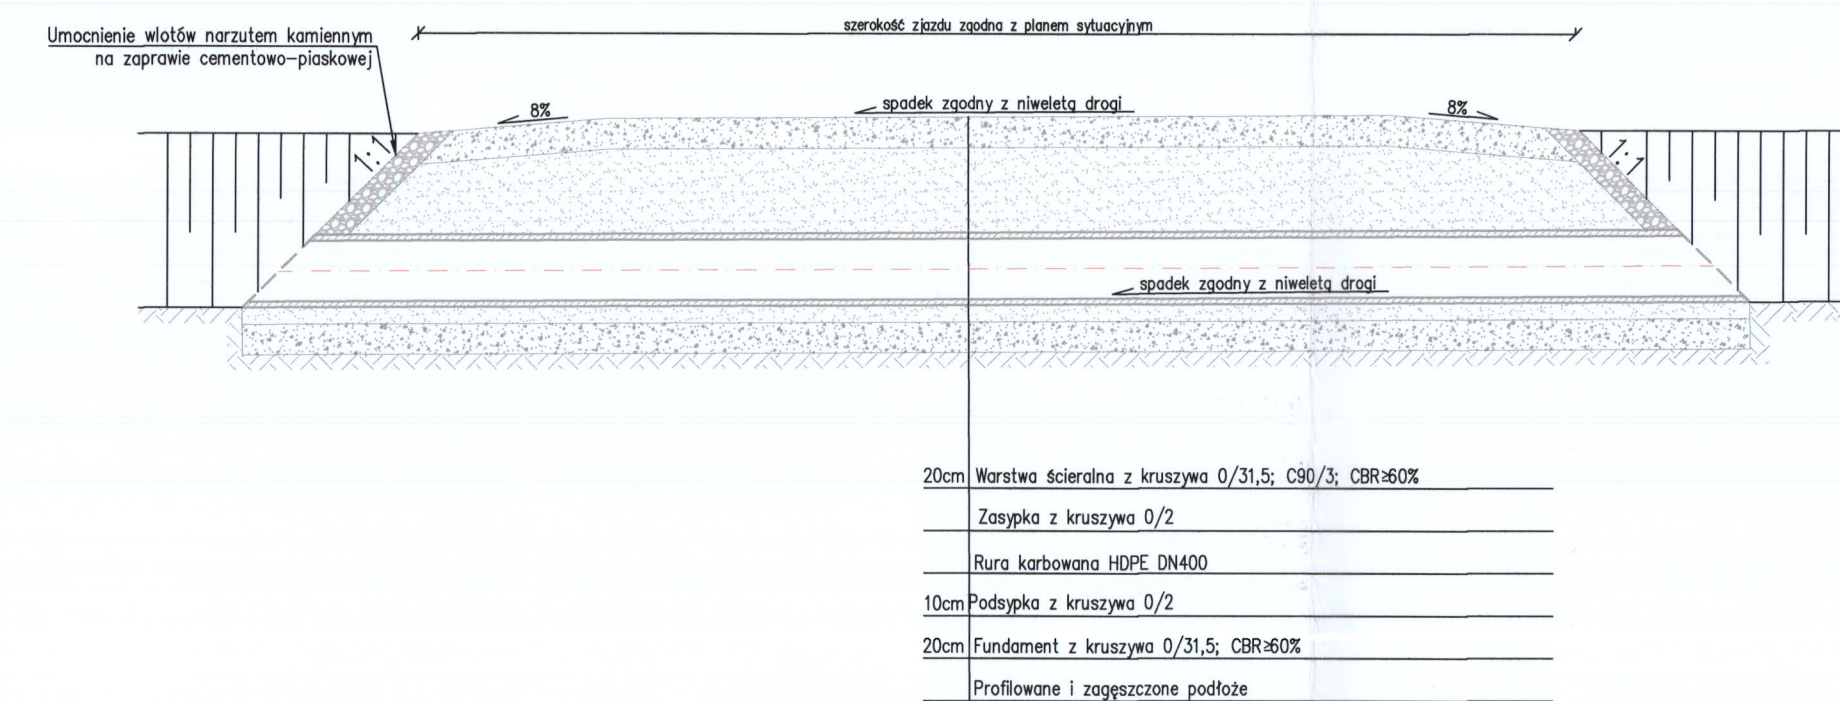 szerokość zjazdu zgodna z planem sytuacyjnym
Umocnienie wlotów narzutem kamiennym
na zaprawie cementowo-piaskowej
8%
spadek zgodny z niweletą drogi
8%
1:1
1:1
spadek zgodny z niweletą drogi
20cm Warstwa ścieralna z kruszywa 0/31,5; C90/3; CBR≥60%
Zasypka z kruszywa 0/2
Rura karbowana HDPE DN400
10cm Podsypka z kruszywa 0/2
20cm Fundament z kruszywa 0/31,5; CBR≥60%
Profilowane i zagęszczone podłoże